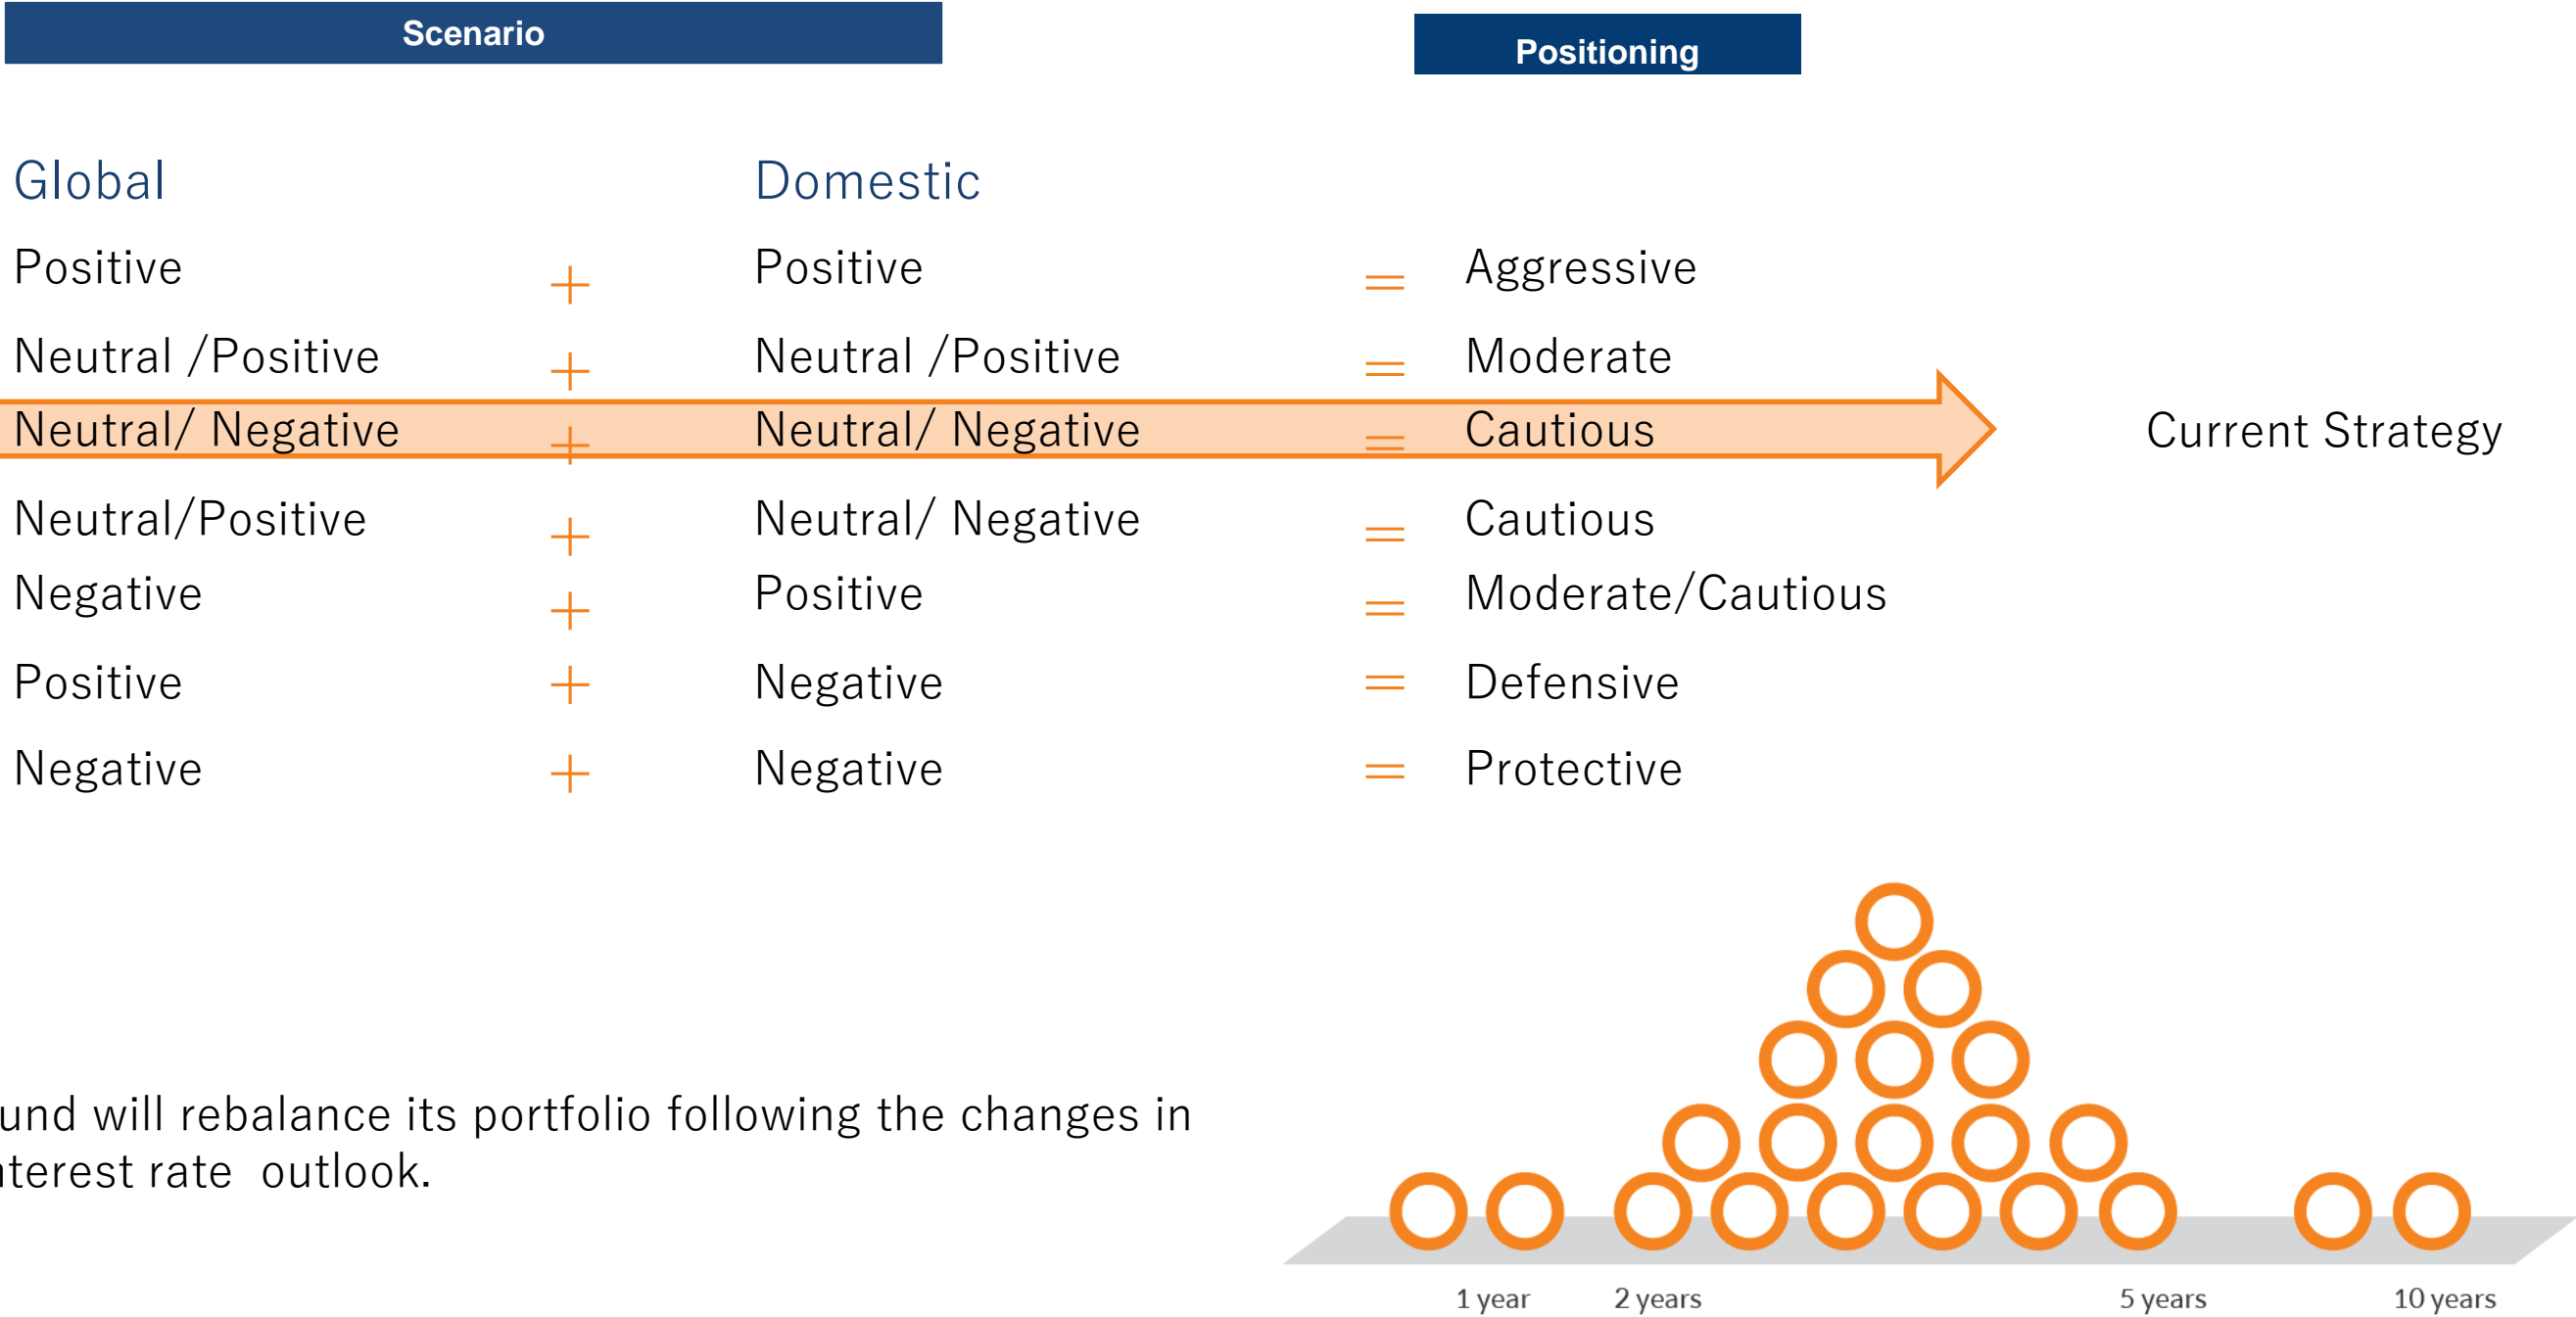 Scenario
Positioning
Global Domestic
Positive + Positive = Aggressive
Neutral /Positive + Neutral /Positive = Moderate
Neutral/ Negative + Neutral/ Negative = Cautious Current Strategy
Neutral/Positive + Neutral/ Negative = Cautious
Negative + Positive = Moderate/Cautious
Positive + Negative = Defensive
Negative + Negative = Protective
und will rebalance its portfolio following the changes in
nterest rate outlook.
1 year 2 years 5 years 10 years